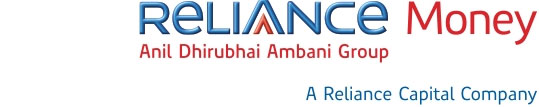 RELIANCE Money
Anil Dhirubhai Ambani Group
A Reliance Capital Company